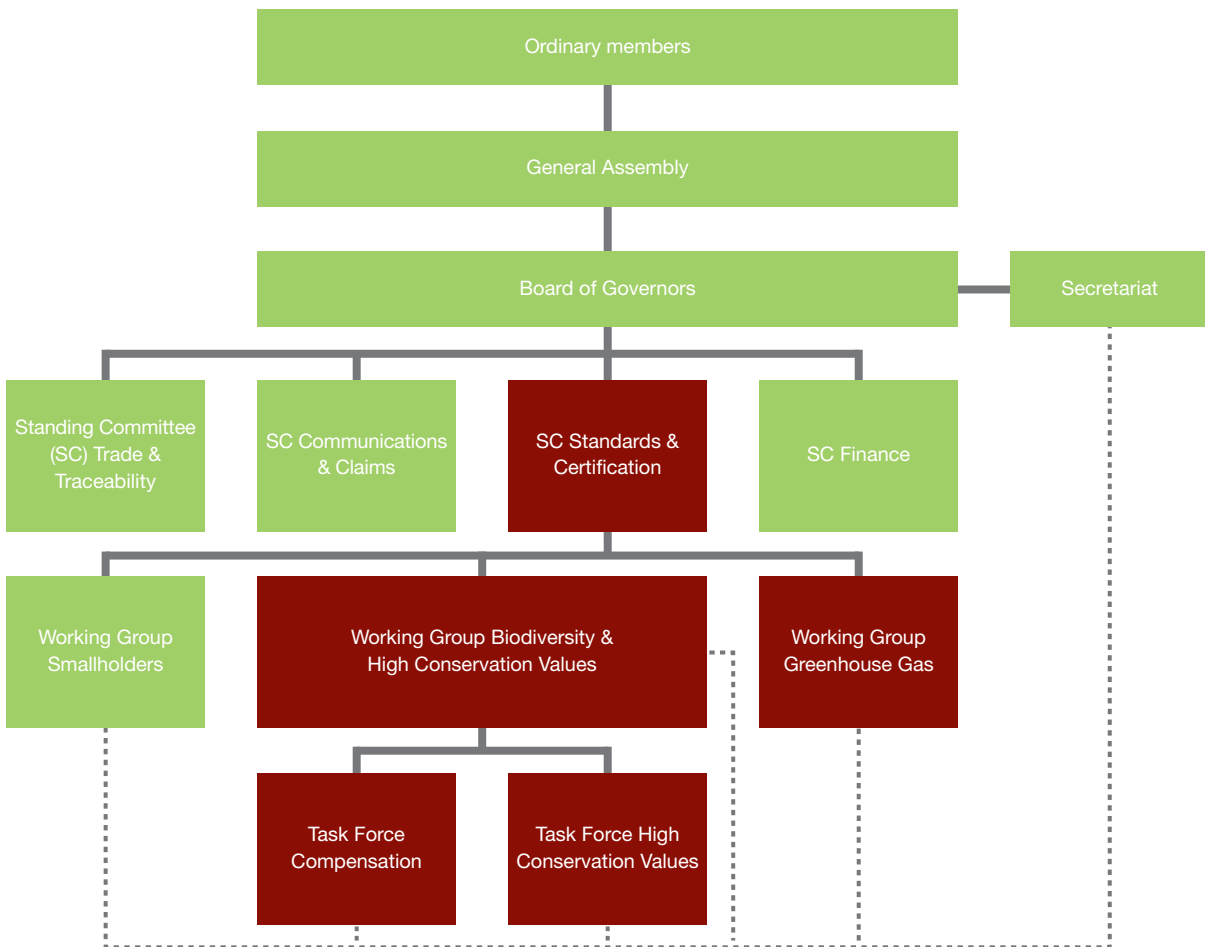 Ordinary members
General Assembly
Board of Governors
Secretariat
Standing Committee
(SC) Trade &
Traceability
SC Communications
& Claims
SC Standards &
Certification
SC Finance
Working Group
Smallholders
Working Group Biodiversity &
High Conservation Values
Working Group
Greenhouse Gas
Task Force
Compensation
Task Force High
Conservation Values